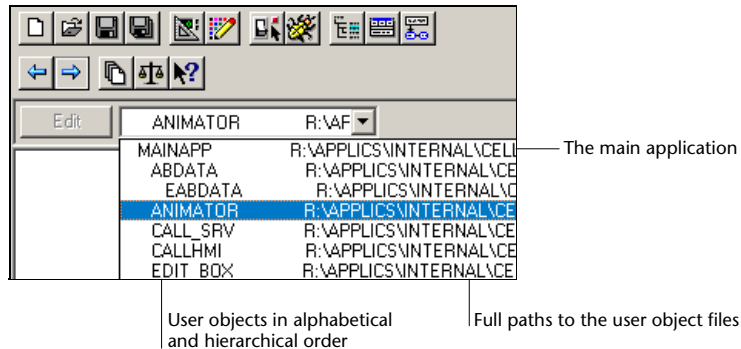 Edit
ANIMATOR R:\AF
MAINAPP R:\APPLICS\INTERNAL\CELL
The main application
ABDATA R:\APPLICS\INTERNAL\CE
EABDATA R:\APPLICS\INTERNAL\C
ANIMATOR R:\APPLICS\INTERNAL\CE
CALL_SRV R:\APPLICS\INTERNAL\CE
CALLHMI R:\APPLICS\INTERNAL\CE
EDIT_BOX R:\APPLICS\INTERNAL\CE
User objects in alphabetical
and hierarchical order
Full paths to the user object files